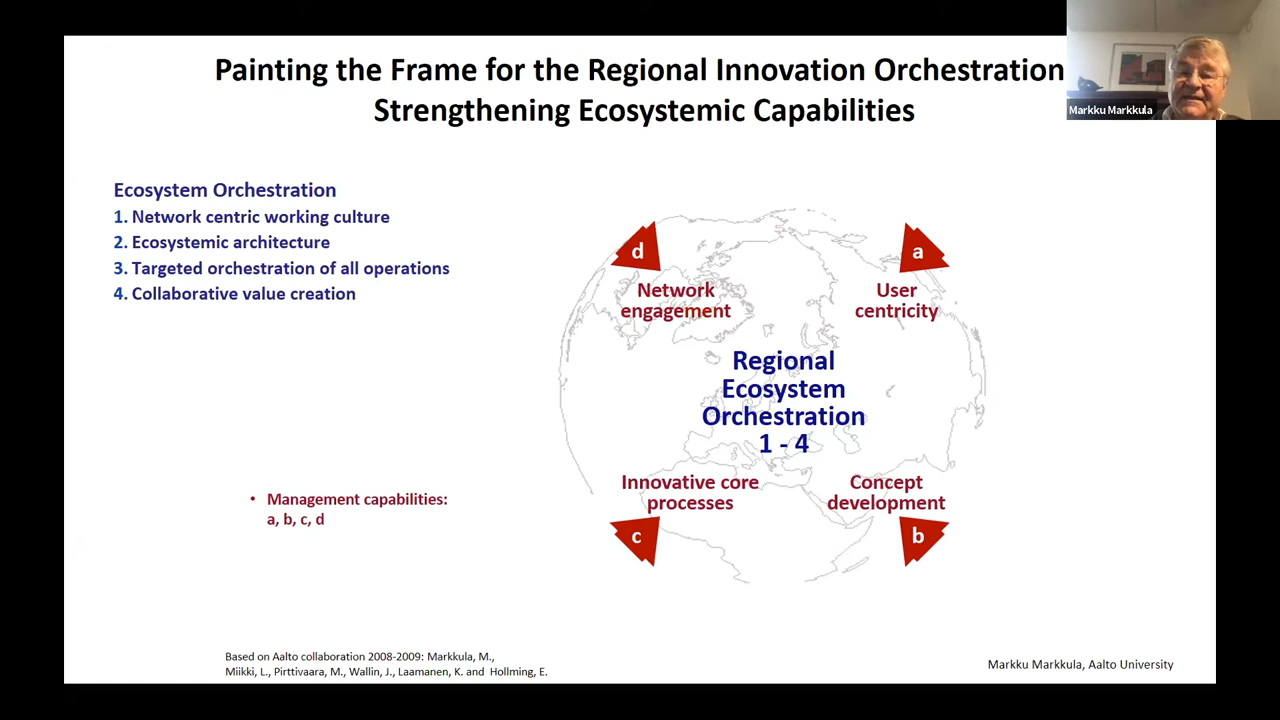 Painting the Frame for the Regional Innovation Orchestration
Strengthening Ecosystemic Capabilities
Markku Markkula
Ecosystem Orchestration
1. Network centric working culture
2. Ecosystemic architecture
3. Targeted orchestration of all operations
4. Collaborative value creation
d
Network
engagement
a
User
centricity
Regional
Ecosystem
Orchestration
1 - 4
Innovative core
processes
c
Concept
development
b
• Management capabilities:
a, b, c, d
Based on Aalto collaboration 2008-2009: Markkula, M.,
Miikki, L., Pirttivaara, M., Wallin, J., Laamanen, K. and Hollming, E.
Markku Markkula, Aalto University